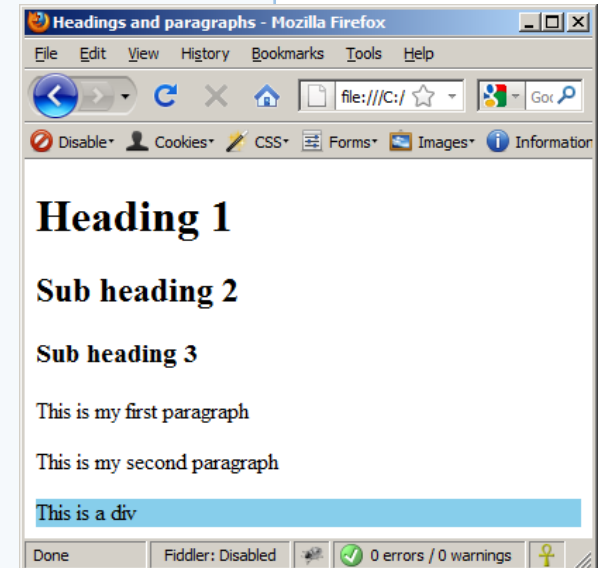 Headings and paragraphs - Mozilla Firefox
File Edit View History Bookmarks Tools Help
file:///C:/ Goo
Disable Cookies CSS Forms Images Information
Heading 1
Sub heading 2
Sub heading 3
This is my first paragraph
This is my second paragraph
This is a div
Done Fiddler: Disabled 0 errors / 0 warnings